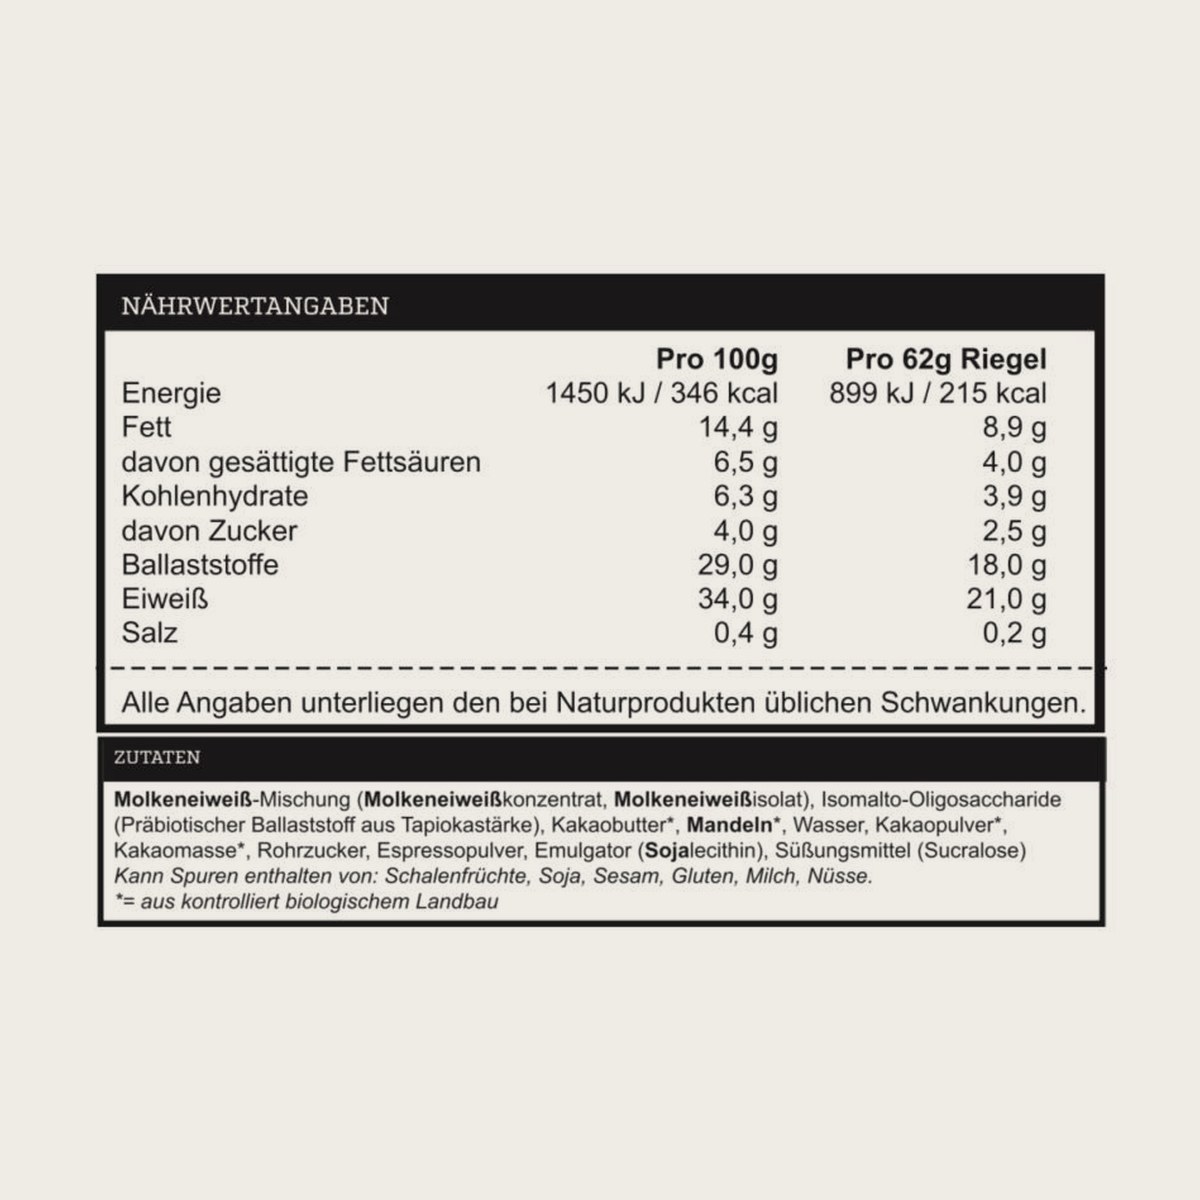 NÄHRWERTANGABEN
Pro 100g Pro 62g Riegel
Energie 1450 kJ / 346 kcal 899 kJ / 215 kcal
Fett 14,4 g 8,9 g
davon gesättigte Fettsäuren 6,5 g 4,0 g
Kohlenhydrate 6,3 g 3,9 g
davon Zucker 4,0 g 2,5 g
Ballaststoffe 29,0 g 18,0 g
Eiweiß 34,0 g 21,0 g
Salz 0,4 g 0,2 g
Alle Angaben unterliegen den bei Naturprodukten üblichen Schwankungen.
ZUTATEN
Molkeneiweiß-Mischung (Molkeneiweißkonzentrat, Molkeneiweißisolat), Isomalto-Oligosaccharide
(Präbiotischer Ballaststoff aus Tapiokastärke), Kakaobutter*, Mandeln*, Wasser, Kakaopulver*,
Kakaomasse*, Rohrzucker, Espressopulver, Emulgator (Sojalecithin), Süßungsmittel (Sucralose)
Kann Spuren enthalten von: Schalenfrüchte, Soja, Sesam, Gluten, Milch, Nüsse.
*= aus kontrolliert biologischem Landbau